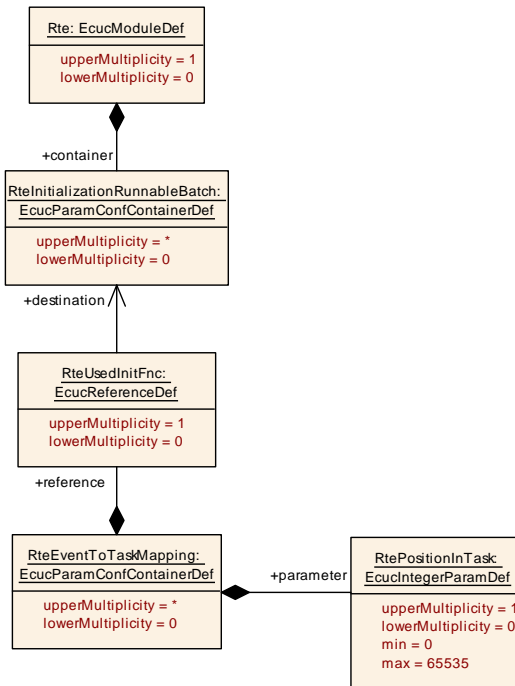 Rte: EcucModuleDef
upperMultiplicity = 1
lowerMultiplicity = 0
+container
RteInitializationRunnableBatch:
EcucParamConfContainerDef
upperMultiplicity = *
lowerMultiplicity = 0
+destination
RteUsedInitFnc:
EcucReferenceDef
upperMultiplicity = 1
lowerMultiplicity = 0
+reference
RteEventToTaskMapping:
EcucParamConfContainerDef
upperMultiplicity = *
lowerMultiplicity = 0
+parameter
RtePositionInTask:
EcucIntegerParamDef
upperMultiplicity = 1
lowerMultiplicity = 0
min = 0
max = 65535